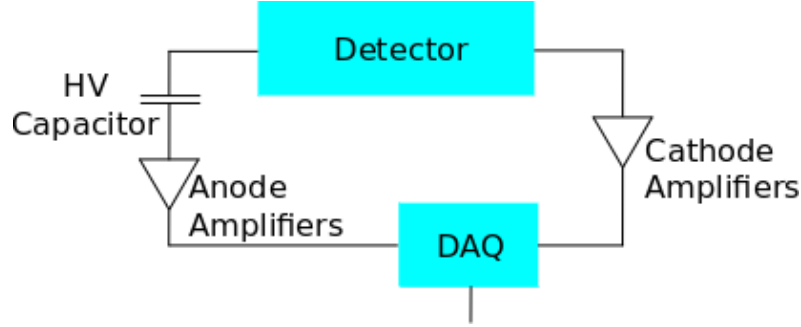 Detector
HV
Capacitor
Anode
Amplifiers
Cathode
Amplifiers
DAQ